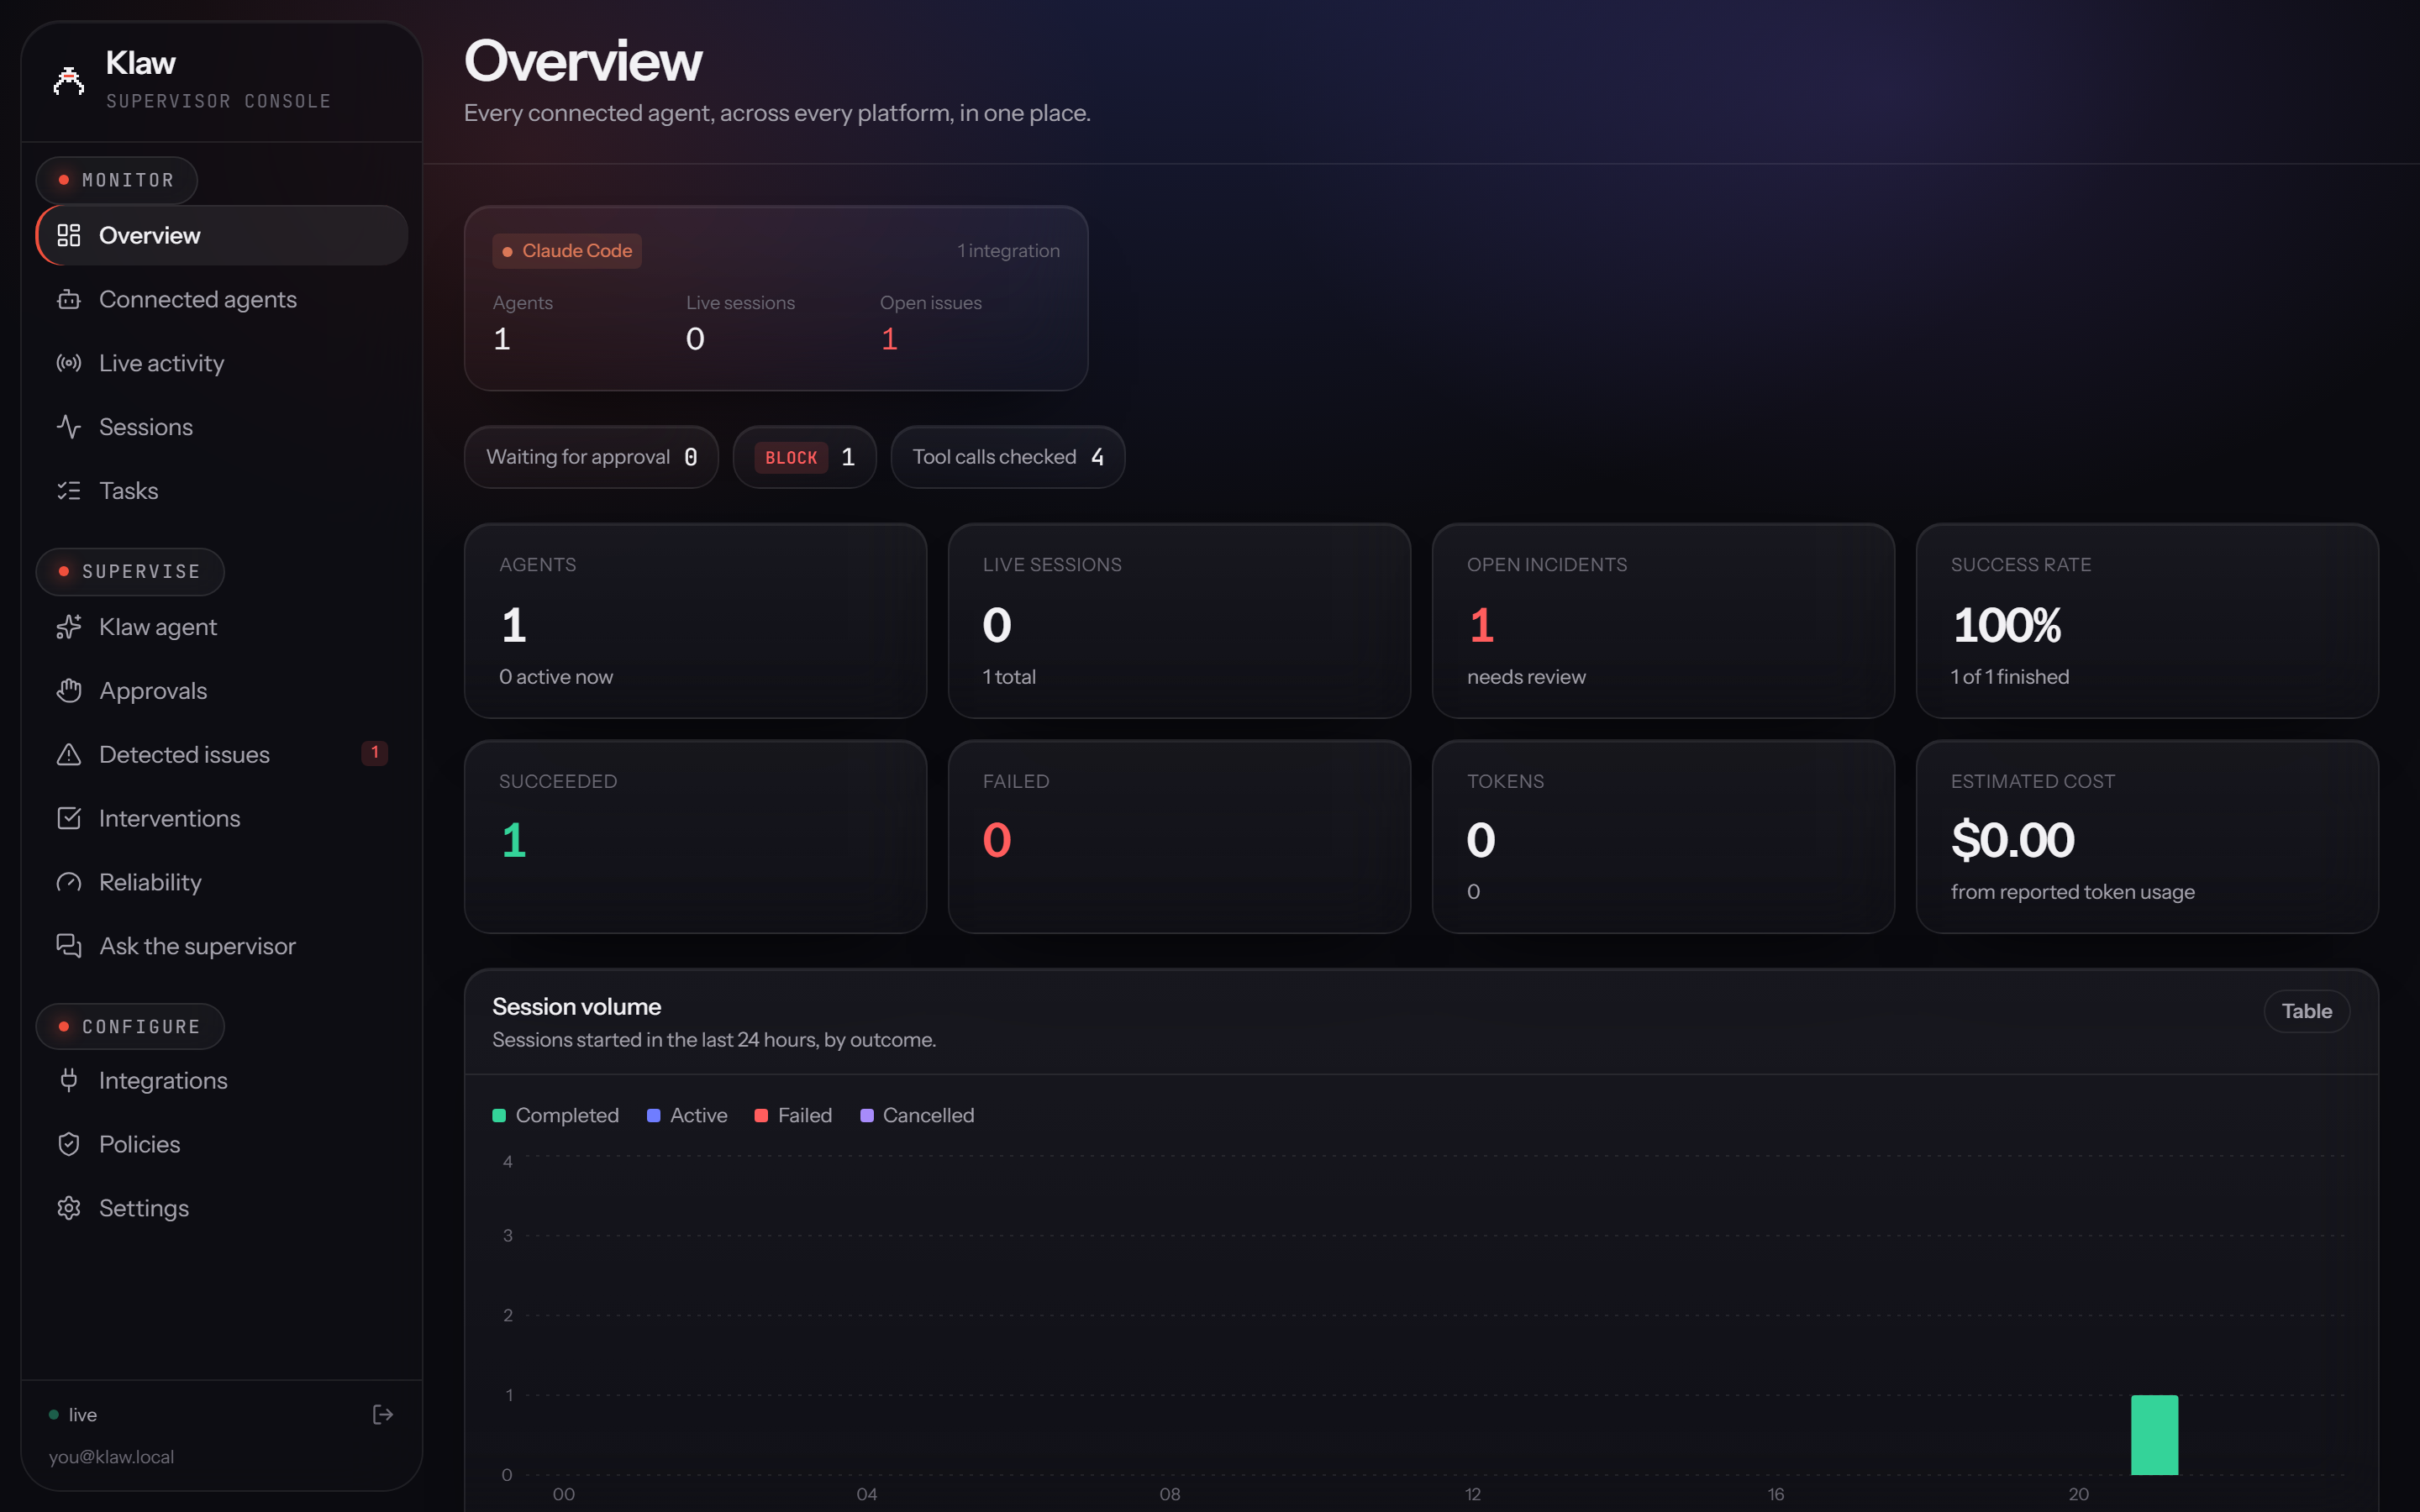 Klaw
SUPERVISOR CONSOLE
MONITOR
Overview
Connected agents
Live activity
Sessions
Tasks
SUPERVISE
Klaw agent
Approvals
Detected issues 1
Interventions
Reliability
Ask the supervisor
CONFIGURE
Integrations
Policies
Settings
live
you@klaw.local
Overview
Every connected agent, across every platform, in one place.
Claude Code 1 integration
Agents Live sessions Open issues
1 0 1
Waiting for approval 0 BLOCK 1 Tool calls checked 4
AGENTS LIVE SESSIONS OPEN INCIDENTS SUCCESS RATE
1 0 1 100%
0 active now 1 total needs review 1 of 1 finished
SUCCEEDED FAILED TOKENS ESTIMATED COST
1 0 0 $0.00
0 from reported token usage
Session volume Table
Sessions started in the last 24 hours, by outcome.
Completed Active Failed Cancelled
4
3
2
1
0
00 04 08 12 16 20